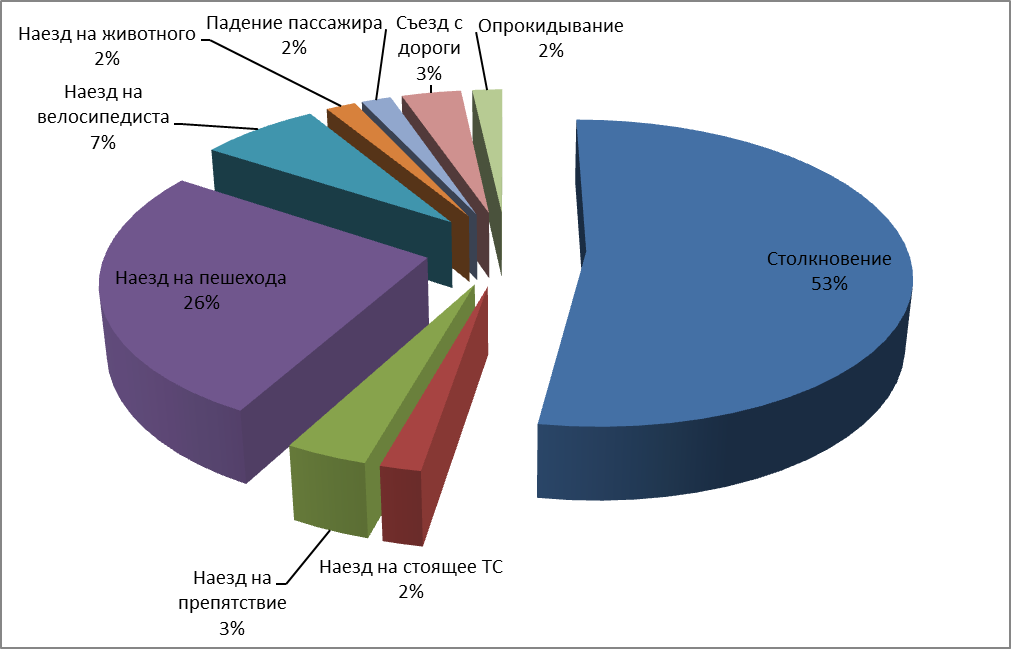 Падение пассажира
2%
Съезд с
дороги
3%
Опрокидывание
2%
Наезд на животного
2%
Наезд на
велосипедиста
7%
Столкновение
53%
Наезд на пешехода
26%
Наезд на стоящее ТС
2%
Наезд на
препятствие
3%